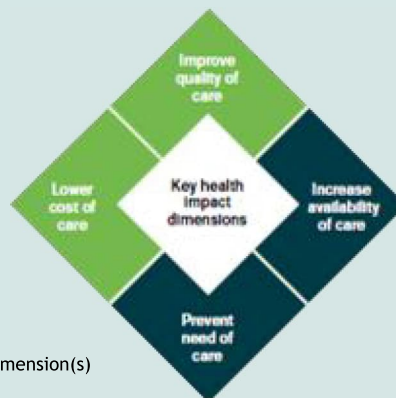 Improve
quality of
care
Lower
cost of
care
Key health
impact
dimensions
Increase
availability
of care
Prevent
need of
care
mension(s)